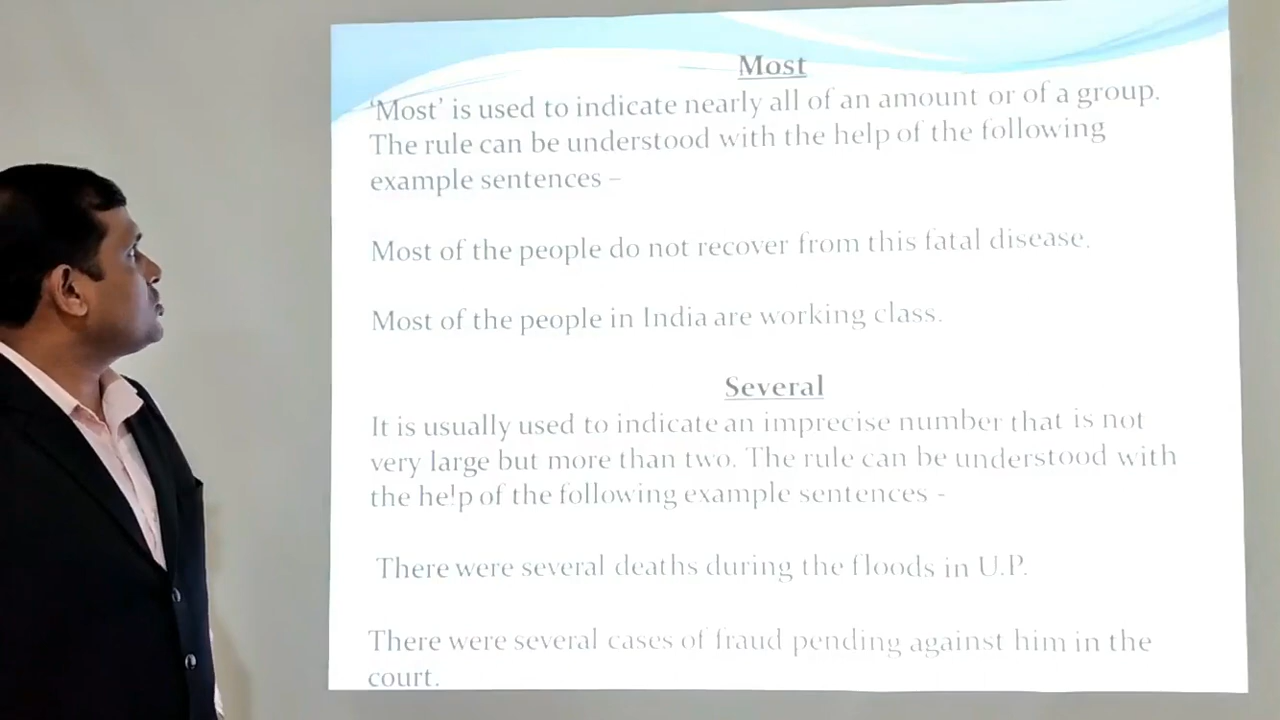 Most
‘Most’ is used to indicate nearly all of an amount or of a group.
The rule can be understood with the help of the following
example sentences –
Most of the people do not recover from this fatal disease.
Most of the people in India are working class.
Several
It is usually used to indicate an imprecise number that is not
very large but more than two. The rule can be understood with
the help of the following example sentences -
There were several deaths during the floods in U.P.
There were several cases of fraud pending against him in the
court.